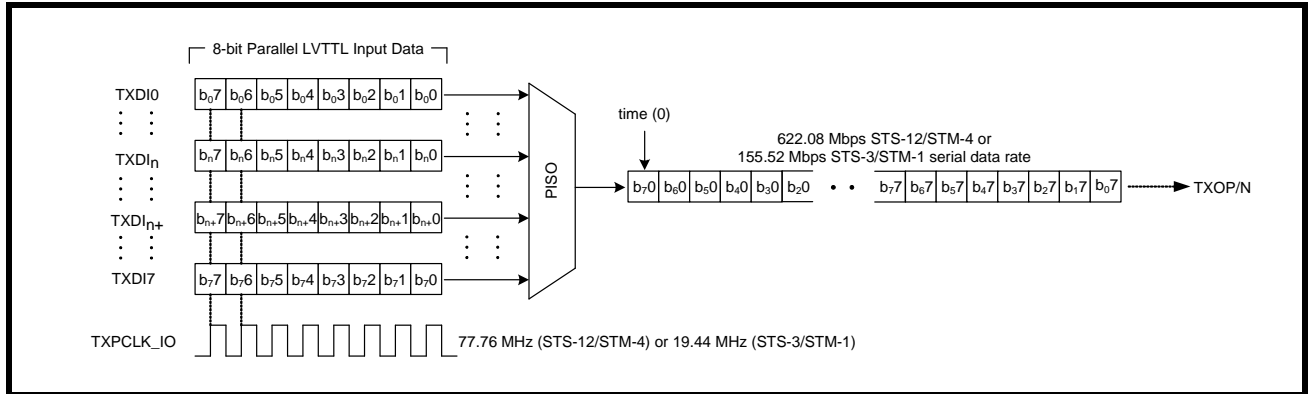 8-bit Parallel LVTTL Input Data
TXDI0
b₀7 b₀6 b₀5 b₀4 b₀3 b₀2 b₀1 b₀0
TXDIₙ
bₙ7 bₙ6 bₙ5 bₙ4 bₙ3 bₙ2 bₙ1 bₙ0
TXDIₙ₊
bₙ₊7 bₙ₊6 bₙ₊5 bₙ₊4 bₙ₊3 bₙ₊2 bₙ₊1 bₙ₊0
TXDI7
b₇7 b₇6 b₇5 b₇4 b₇3 b₇2 b₇1 b₇0
TXPCLK_IO
77.76 MHz (STS-12/STM-4) or 19.44 MHz (STS-3/STM-1)
PISO
time (0)
622.08 Mbps STS-12/STM-4 or
155.52 Mbps STS-3/STM-1 serial data rate
b₇0 b₆0 b₅0 b₄0 b₃0 b₂0 • • b₇7 b₆7 b₅7 b₄7 b₃7 b₂7 b₁7 b₀7
TXOP/N